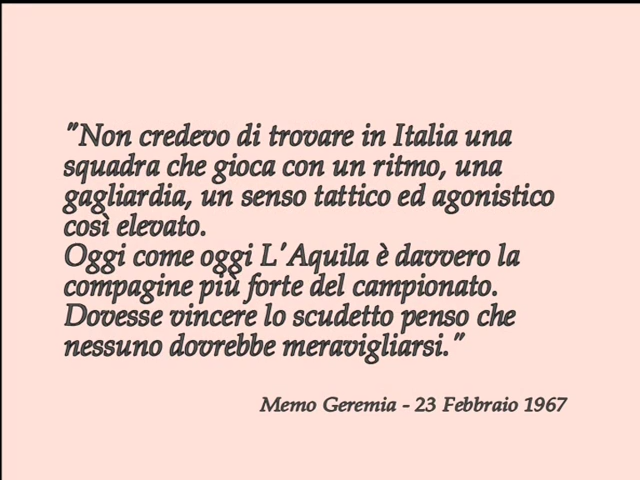 "Non credevo di trovare in Italia una
squadra che gioca con un ritmo, una
gagliardia, un senso tattico ed agonistico
così elevato.
Oggi come oggi L'Aquila è davvero la
compagine più forte del campionato.
Dovesse vincere lo scudetto penso che
nessuno dovrebbe meravigliarsi."
Memo Geremia - 23 Febbraio 1967